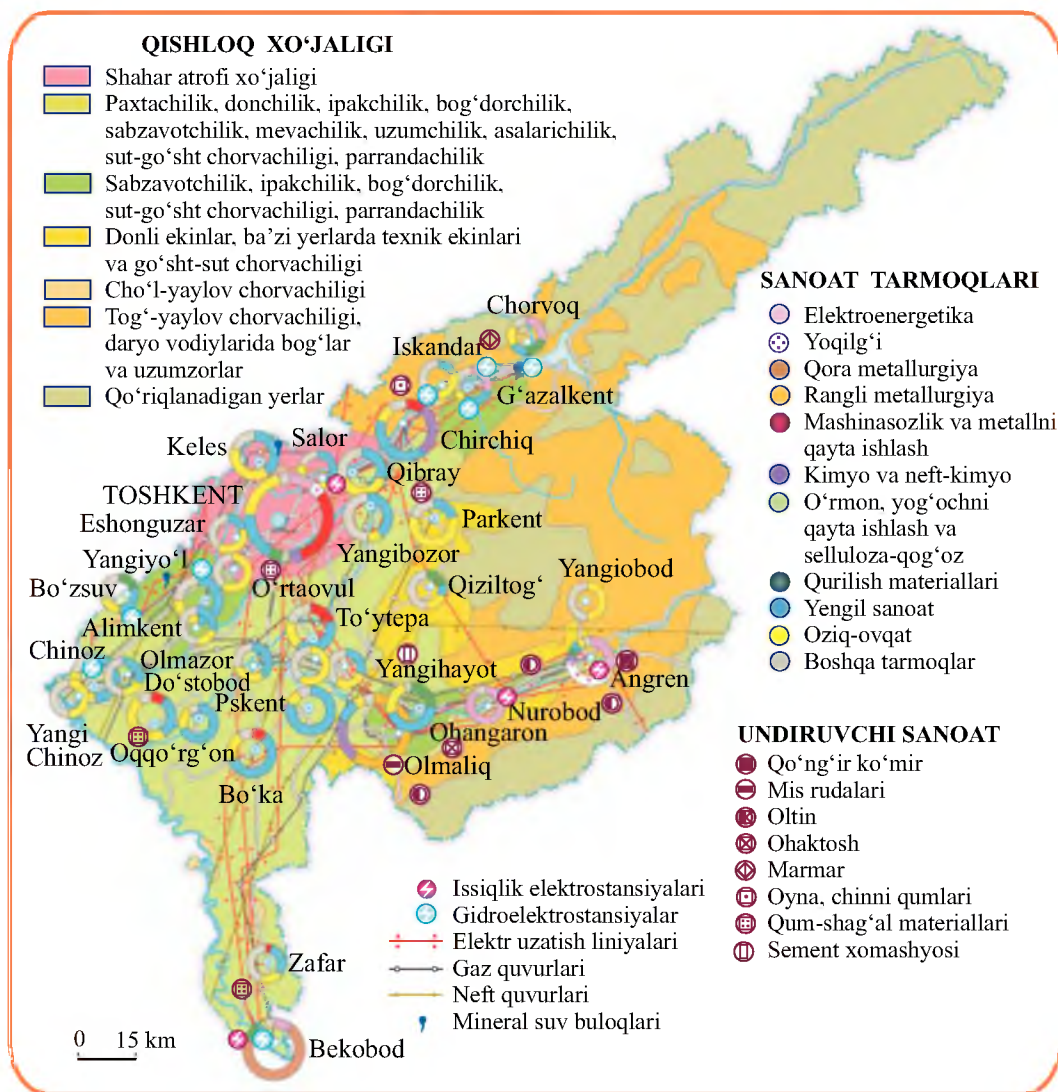 QISHLOQ XO‘JALIGI
Shahar atrofi xo‘jaligi
Paxtachilik, donchilik, ipakchilik, bog‘dorchilik,
sabzavotchilik, mevachilik, uzumchilik, asalarichilik,
sut-go‘sht chorvachiligi, parrandachilik
Sabzavotchilik, ipakchilik, bog‘dorchilik,
sut-go‘sht chorvachiligi, parrandachilik
Donli ekinlar, ba’zi yerlarda texnik ekinlari
va go‘sht-sut chorvachiligi
Cho‘l-yaylov chorvachiligi
Tog‘-yaylov chorvachiligi,
daryo vodiylarida bog‘lar
va uzumzorlar
Qo‘riqlanadigan yerlar
SANOAT TARMOQLARI
Elektroenergetika
Yoqilg‘i
Qora metallurgiya
Rangli metallurgiya
Mashinasozlik va metallni
qayta ishlash
Kimyo va neft-kimyo
O‘rmon, yog‘ochni
qayta ishlash va
selluloza-qog‘oz
Qurilish materiallari
Yengil sanoat
Oziq-ovqat
Boshqa tarmoqlar
Chorvoq
Iskandar
G‘azalkent
Chirchiq
Keles
Salor
Qibray
TOSHKENT
Eshonguzar
Parkent
Yangiyo‘l
Yangibozor
Bo‘zsuv
O‘rtaovul
Qiziltog‘
Yangiobod
Alimkent
To‘ytepa
Chinoz
Olmazor
Yangihayot
Do‘stobod
Angren
Pskent
Nurobod
Yangi
Chinoz
Oqqo‘rg‘on
Ohangaron
Olmaliq
Bo‘ka
Zafar
Bekobod
UNDIRUVCHI SANOAT
Qo‘ng‘ir ko‘mir
Mis rudalari
Oltin
Ohaktosh
Marmar
Oyna, chinni qumlari
Qum-shag‘al materiallari
Sement xomashyosi
Issiqlik elektrostansiyalari
Gidroelektrostansiyalar
Elektr uzatish liniyalari
Gaz quvurlari
Neft quvurlari
Mineral suv buloqlari
0 15 km